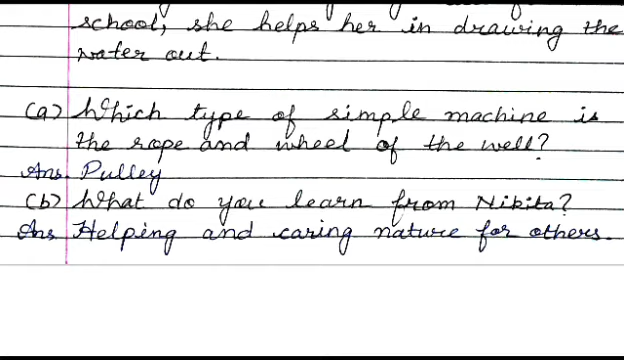 school, she helps her in drawing the
water out.
(a) Which type of simple machine is
the rope and wheel of the well?
Ans. Pulley
(b) What do you learn from Nikita?
Ans Helping and caring nature for others.